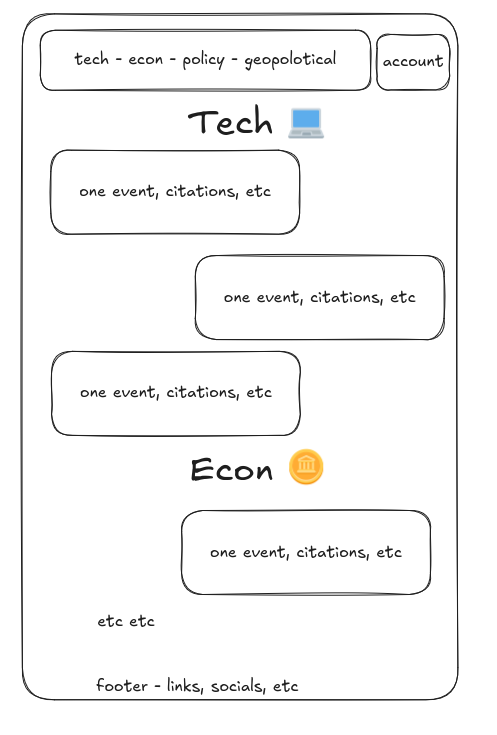 tech - econ - policy - geopolotical
account
Tech 💻
one event, citations, etc
one event, citations, etc
one event, citations, etc
Econ 🪙
one event, citations, etc
etc etc
footer - links, socials, etc